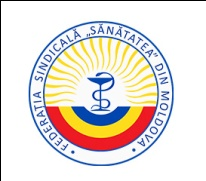 FEDERAȚIA SINDICALĂ „SĂNĂTATEA” DIN MOLDOVA